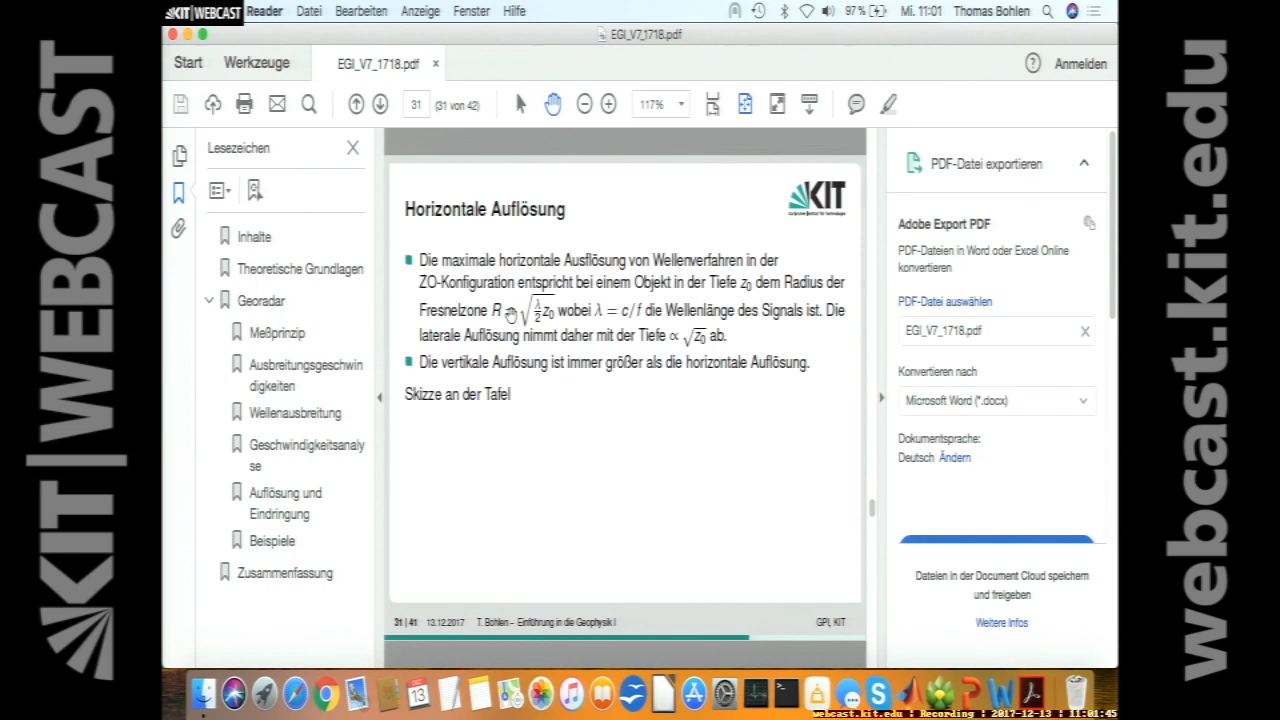 KIT|WEBCAST
Reader Datei Bearbeiten Anzeige Fenster Hilfe
97% Mi. 11:01 Thomas Bohlen
EGI_V7_1718.pdf
Start Werkzeuge EGI_V7_1718.pdf × Anmelden
31 (31 von 42) 117%
Lesezeichen
Inhalte
Theoretische Grundlagen
Georadar
Meßprinzip
Ausbreitungsgeschwin
digkeiten
Wellenausbreitung
Geschwindigkeitsanaly
se
Auflösung und
Eindringung
Beispiele
Zusammenfassung
KIT
Horizontale Auflösung
Die maximale horizontale Ausflösung von Wellenverfahren in der
ZO-Konfiguration entspricht bei einem Objekt in der Tiefe z₀ dem Radius der
Fresnelzone R √(λ/2 z₀) wobei λ = c/f die Wellenlänge des Signals ist. Die
laterale Auflösung nimmt daher mit der Tiefe ∝ √z₀ ab.
Die vertikale Auflösung ist immer größer als die horizontale Auflösung.
Skizze an der Tafel
31 | 41 13.12.2017 T. Bohlen – Einführung in die Geophysik I GPI, KIT
PDF-Datei exportieren
Adobe Export PDF
PDF-Dateien in Word oder Excel Online
konvertieren
PDF-Datei auswählen
EGI_V7_1718.pdf
Konvertieren nach
Microsoft Word (*.docx)
Dokumentsprache:
Deutsch Ändern
Dateien in der Document Cloud speichern
und freigeben
Weitere Infos
13
webcast.kit.edu : Recording : 2017-12-13 : 11:01:45
KIT|WEBCAST
webcast.kit.edu